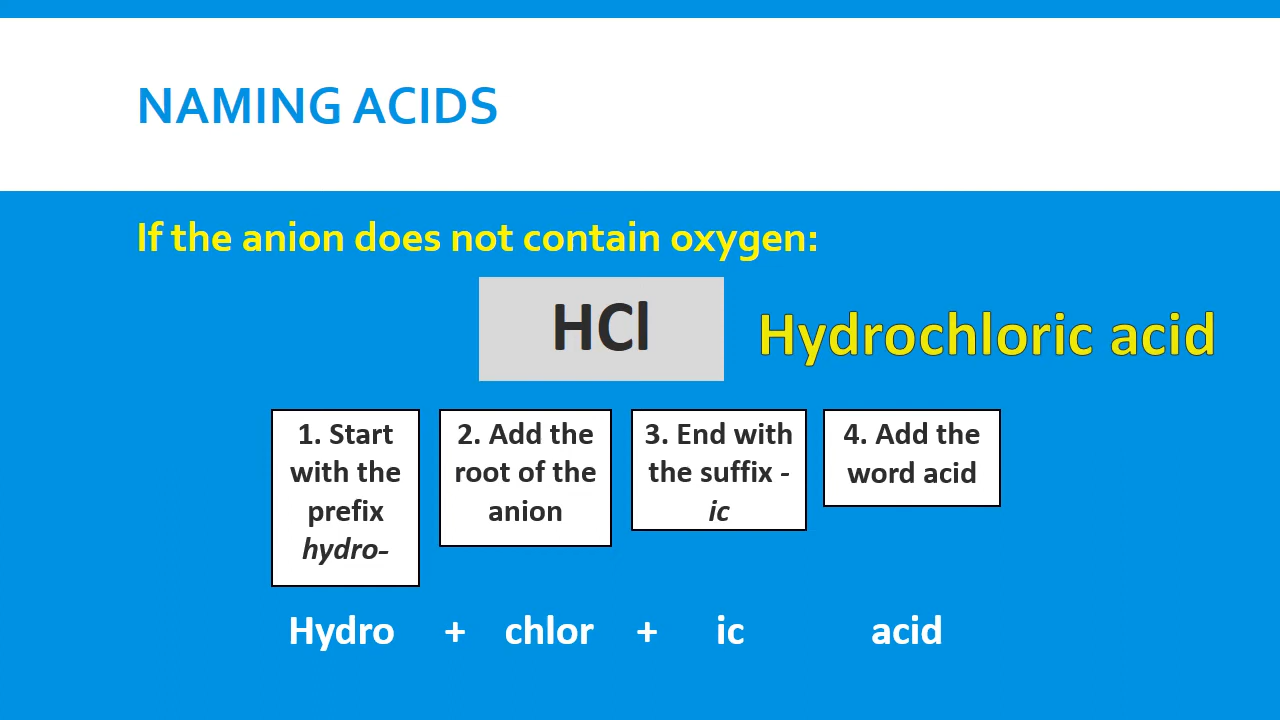 NAMING ACIDS
If the anion does not contain oxygen:
HCl
Hydrochloric acid
1. Start
with the
prefix
hydro-
2. Add the
root of the
anion
3. End with
the suffix -
ic
4. Add the
word acid
Hydro + chlor + ic acid